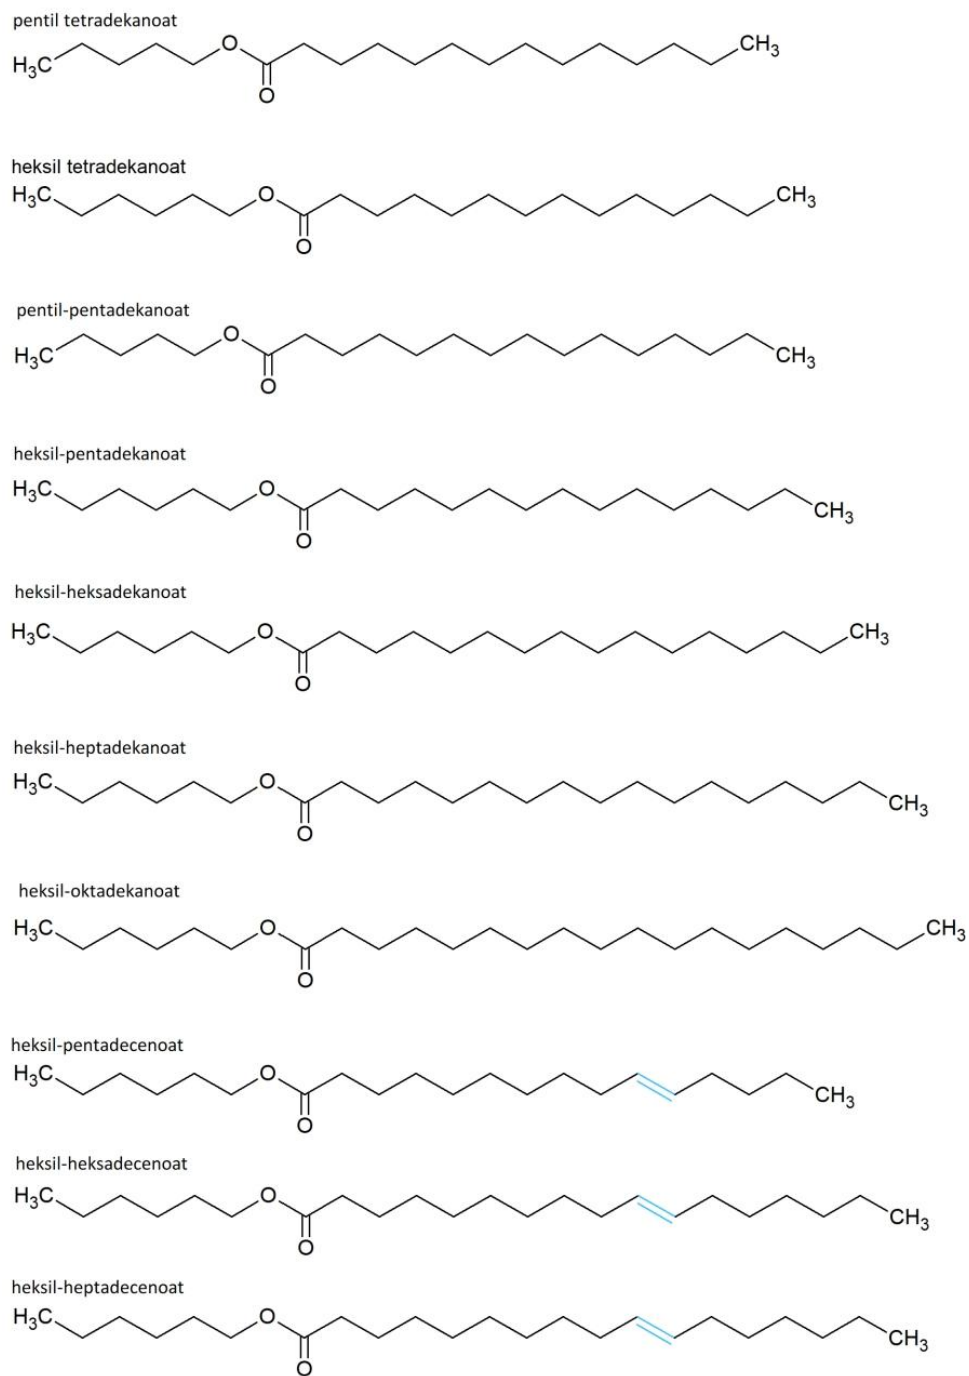 pentil tetradekanoat
H3C O CH3
O
heksil tetradekanoat
H3C O CH3
O
pentil-pentadekanoat
H3C O CH3
O
heksil-pentadekanoat
H3C O CH3
O
heksil-heksadekanoat
H3C O CH3
O
heksil-heptadekanoat
H3C O CH3
O
heksil-oktadekanoat
H3C O CH3
O
heksil-pentadecenoat
H3C O CH3
O
heksil-heksadecenoat
H3C O CH3
O
heksil-heptadecenoat
H3C O CH3
O